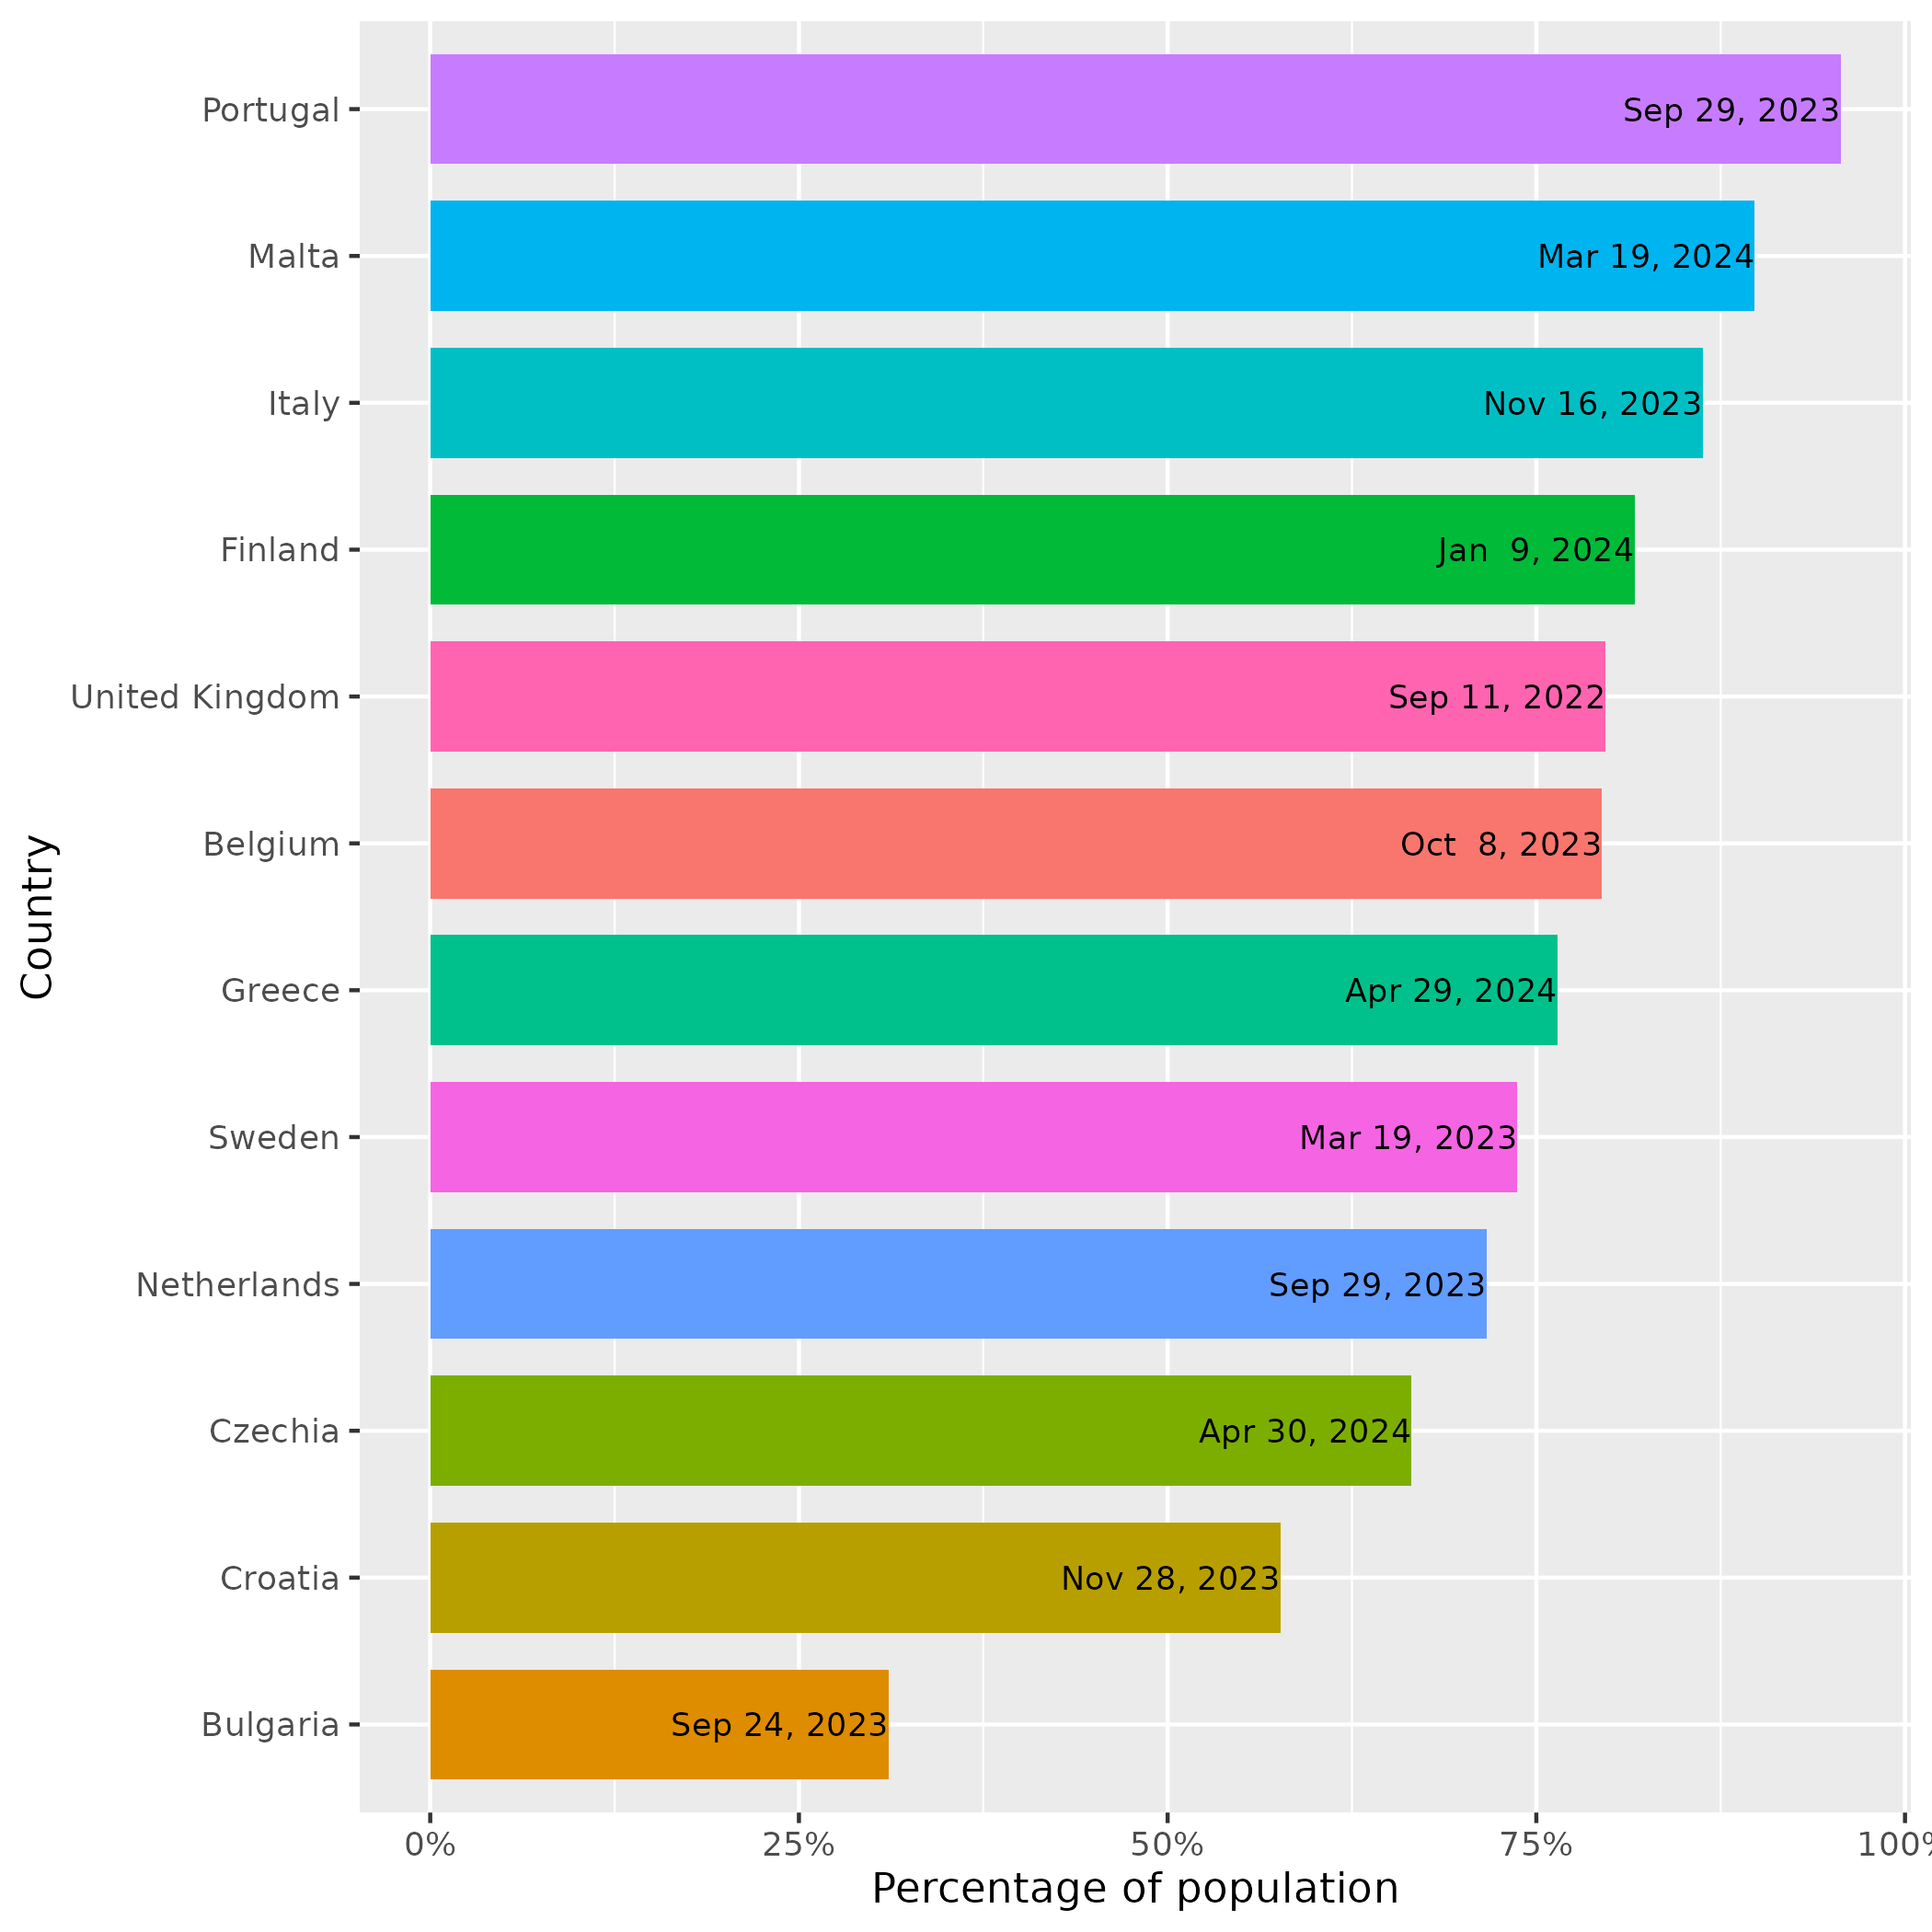 Portugal Sep 29, 2023
Malta Mar 19, 2024
Italy Nov 16, 2023
Finland Jan  9, 2024
United Kingdom Sep 11, 2022
Belgium Oct  8, 2023
Greece Apr 29, 2024
Sweden Mar 19, 2023
Netherlands Sep 29, 2023
Czechia Apr 30, 2024
Croatia Nov 28, 2023
Bulgaria Sep 24, 2023
Country
0% 25% 50% 75% 100%
Percentage of population